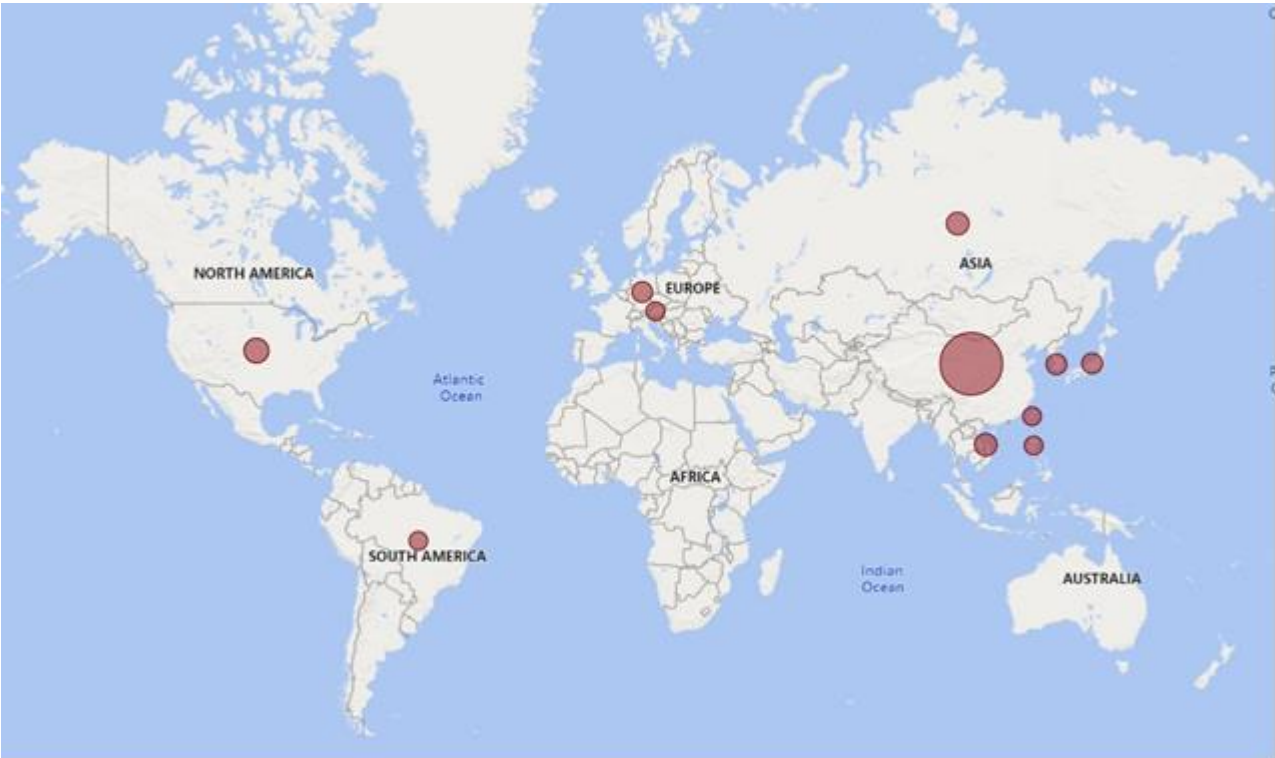 NORTH AMERICA
ASIA
EUROPE
Atlantic
Ocean
AFRICA
SOUTH AMERICA
Indian
Ocean
AUSTRALIA